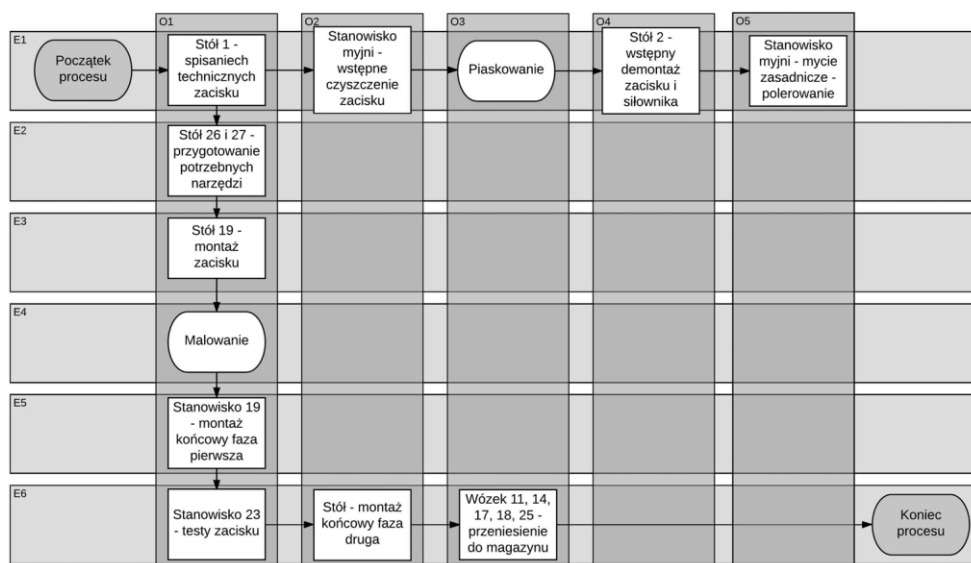 O1
O2
O3
O4
O5
E1
Początek
procesu
Stół 1 -
spisaniech
technicznych
zacisku
Stanowisko
myjni -
wstępne
czyszczenie
zacisku
Piaskowanie
Stół 2 -
wstępny
demontaż
zacisku i
siłownika
Stanowisko
myjni - mycie
zasadnicze -
polerowanie
E2
Stół 26 i 27 -
przygotowanie
potrzebnych
narzędzi
E3
Stół 19 -
montaż
zacisku
E4
Malowanie
E5
Stanowisko 19
- montaż
końcowy faza
pierwsza
E6
Stanowisko 23
- testy zacisku
Stół - montaż
końcowy faza
druga
Wózek 11, 14,
17, 18, 25 -
przeniesienie
do magazynu
Koniec
procesu